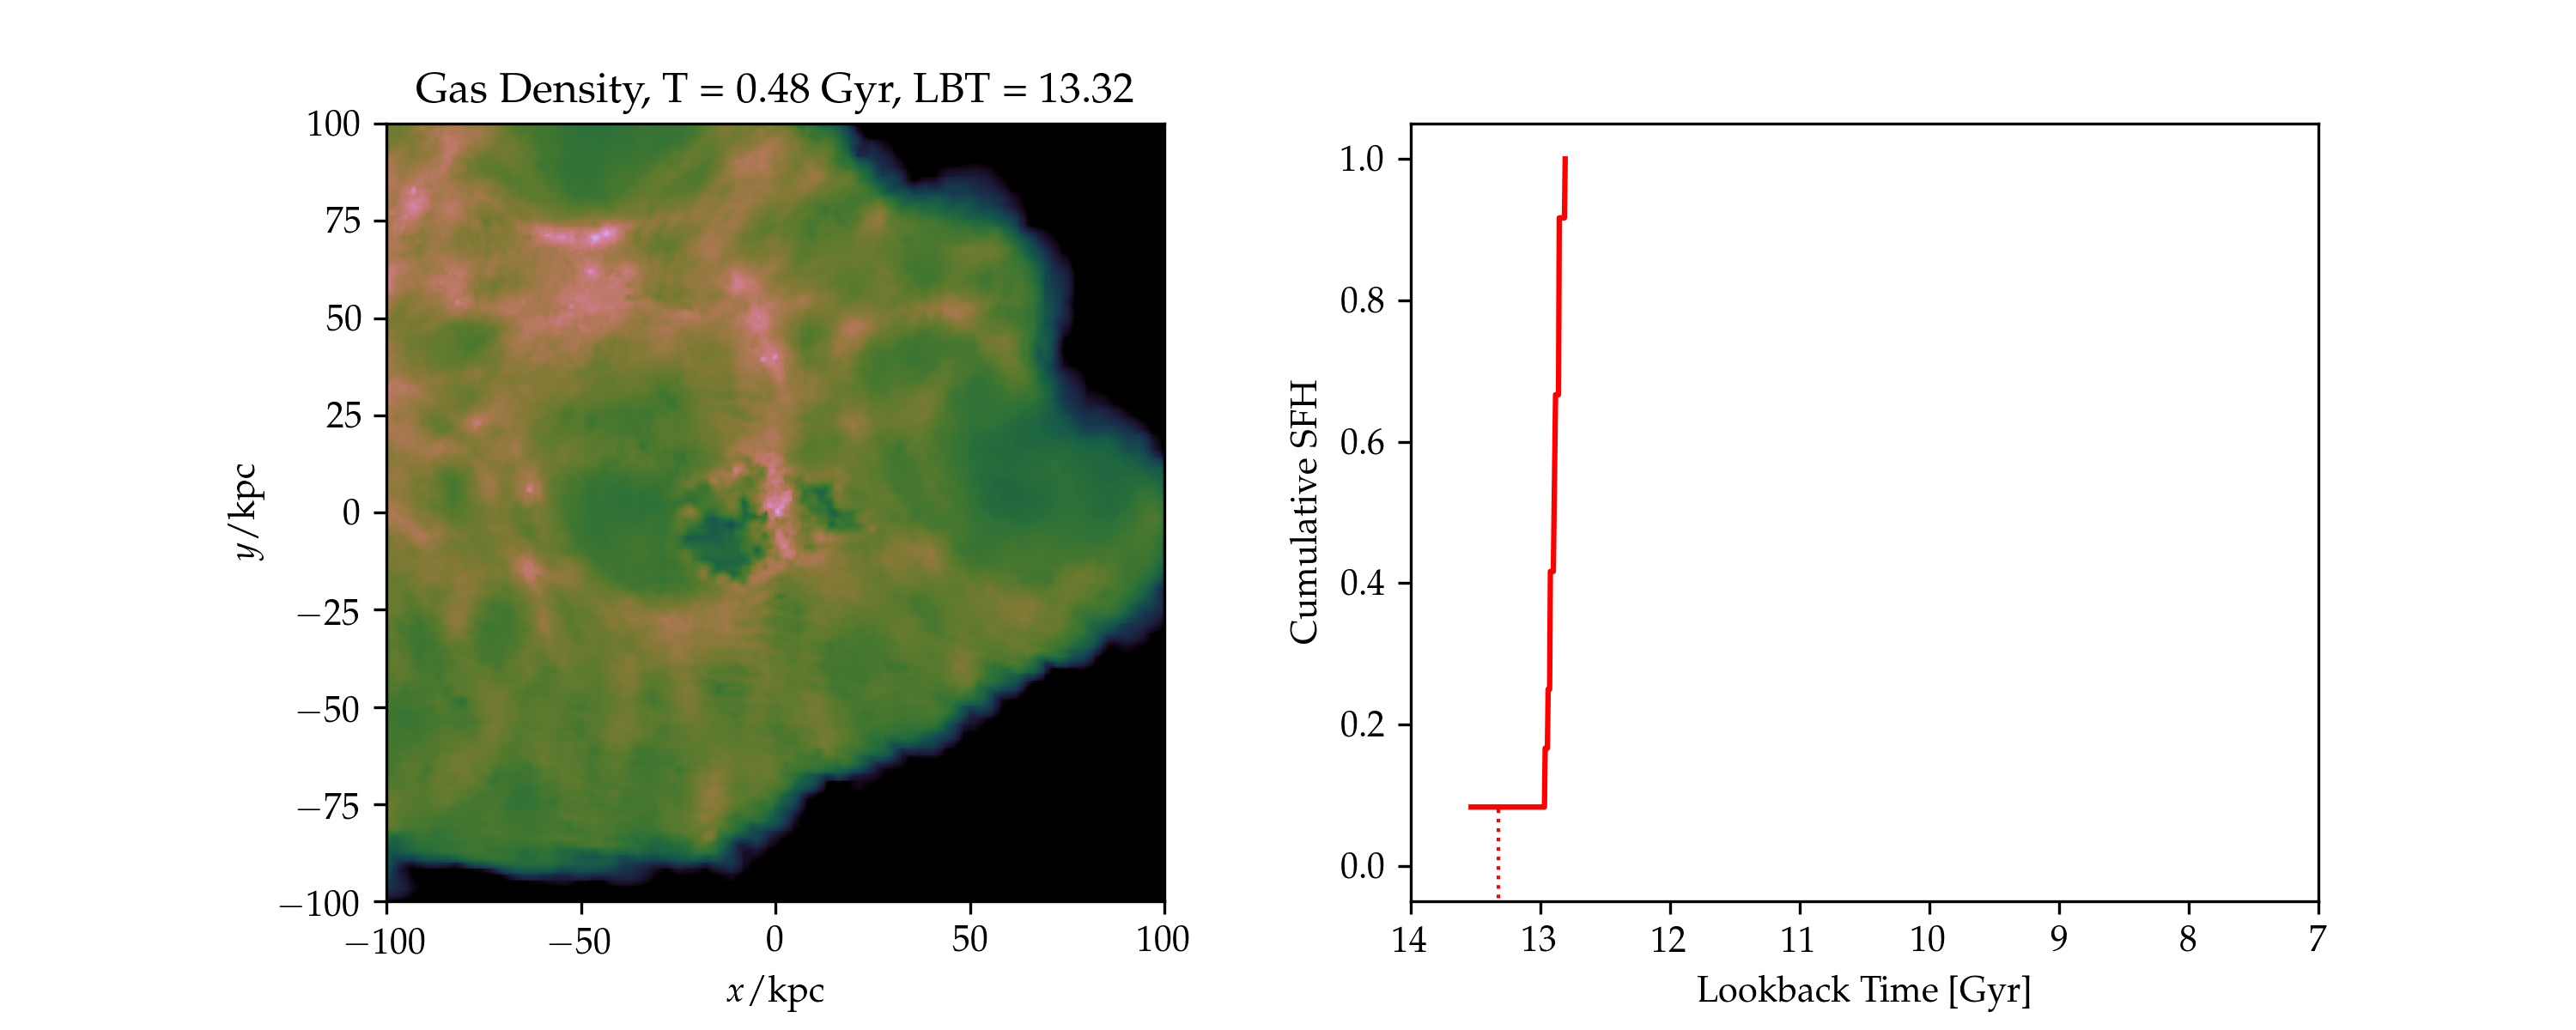 Gas Density, T = 0.48 Gyr, LBT = 13.32
100
75
50
25
0
−25
−50
−75
−100
y/kpc
−100 −50 0 50 100
x/kpc
1.0
0.8
0.6
0.4
0.2
0.0
Cumulative SFH
14 13 12 11 10 9 8 7
Lookback Time [Gyr]